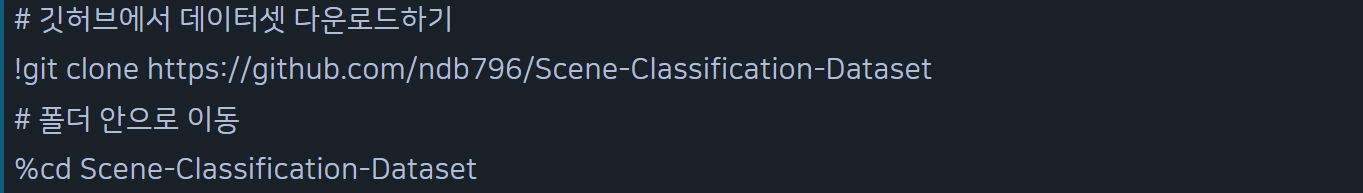 # 깃허브에서 데이터셋 다운로드하기
!git clone https://github.com/ndb796/Scene-Classification-Dataset
# 폴더 안으로 이동
%cd Scene-Classification-Dataset